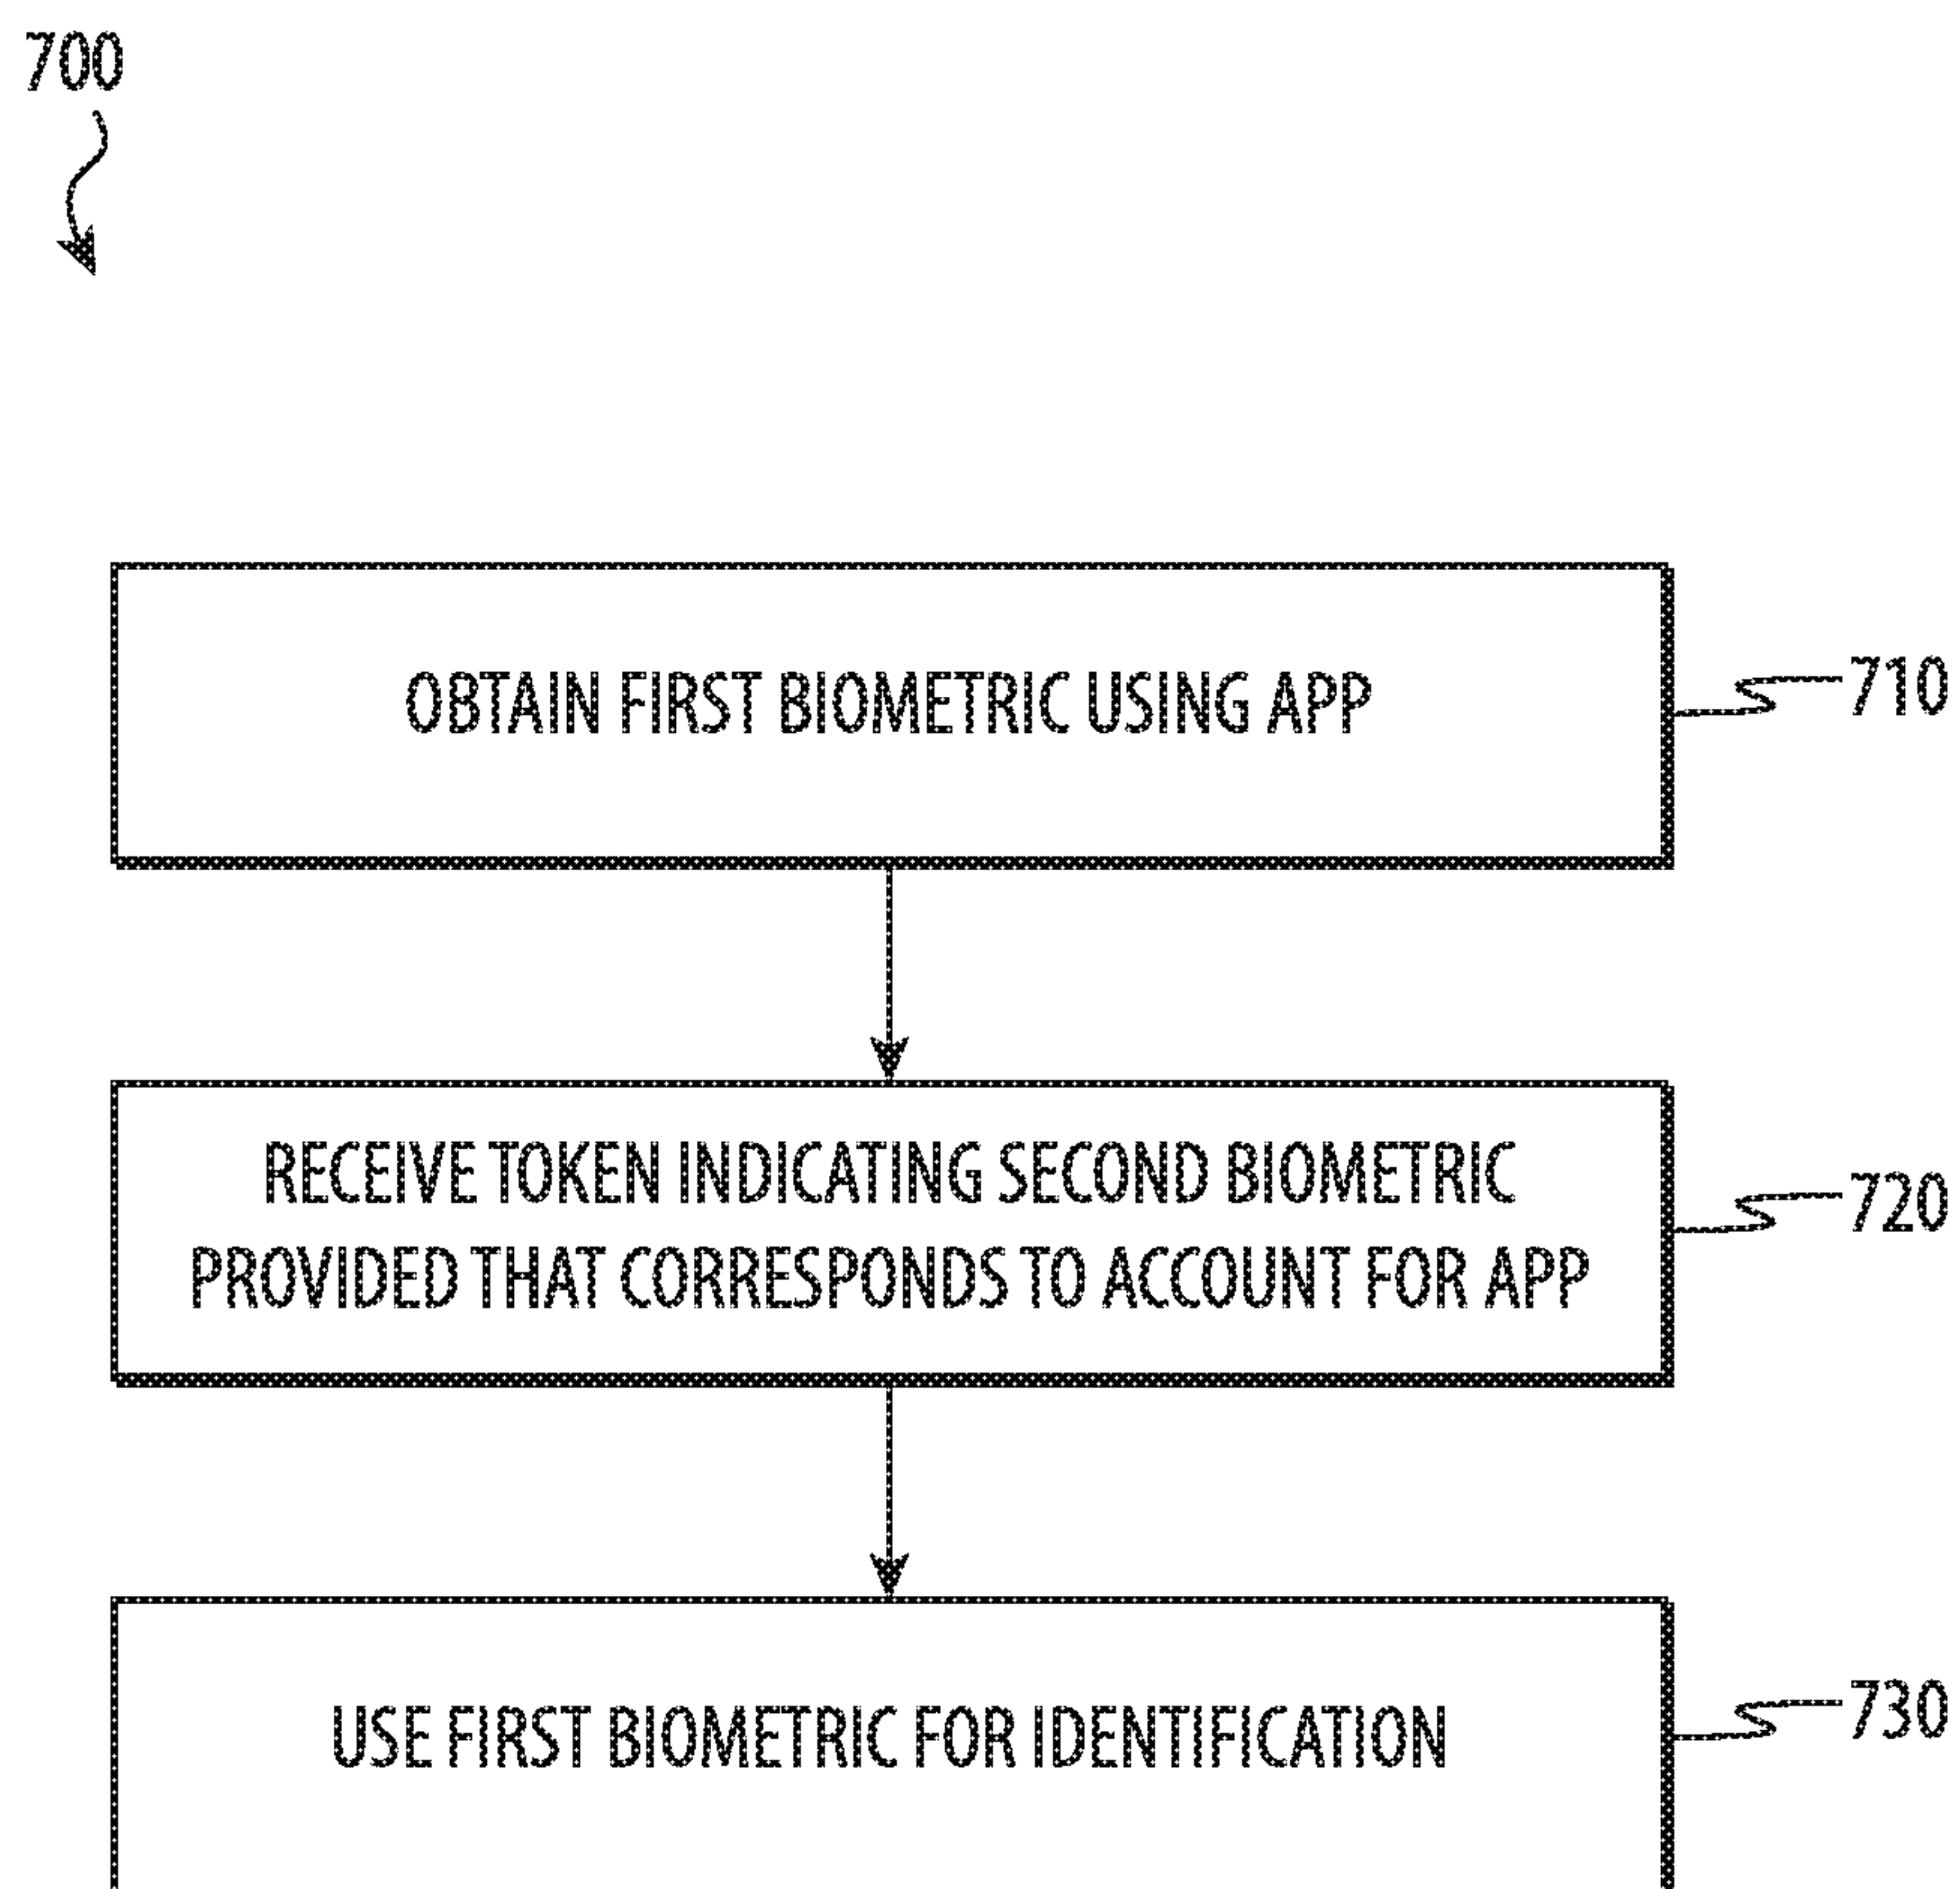 700
OBTAIN FIRST BIOMETRIC USING APP
710
RECEIVE TOKEN INDICATING SECOND BIOMETRIC
PROVIDED THAT CORRESPONDS TO ACCOUNT FOR APP
720
USE FIRST BIOMETRIC FOR IDENTIFICATION
730